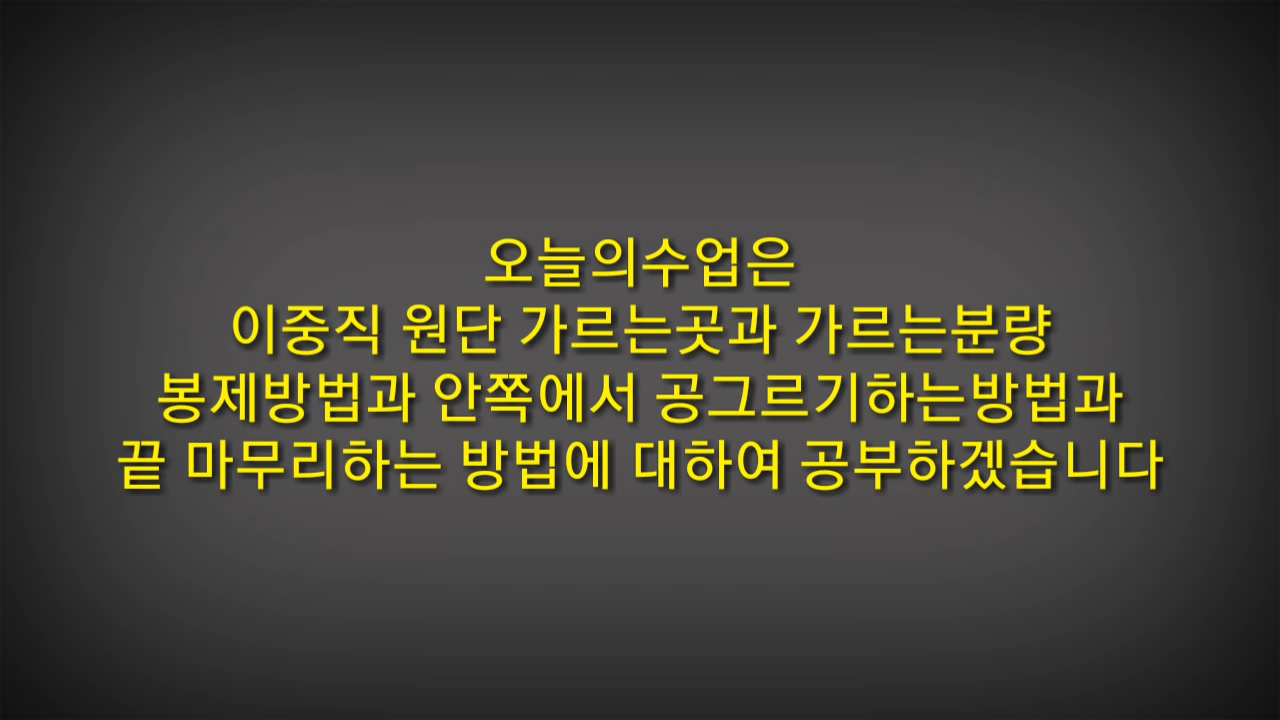 오늘의수업은
이중직 원단 가르는곳과 가르는분량
봉제방법과 안쪽에서 공그르기하는방법과
끝 마무리하는 방법에 대하여 공부하겠습니다